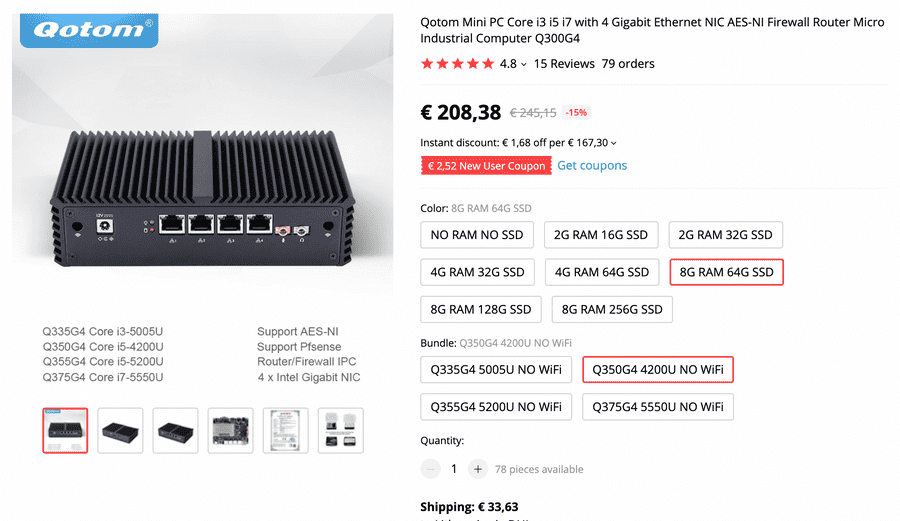 Qotom®
Qotom Mini PC Core i3 i5 i7 with 4 Gigabit Ethernet NIC AES-NI Firewall Router Micro
Industrial Computer Q300G4
4.8 15 Reviews 79 orders
€ 208,38 € 245,15 -15%
Instant discount: € 1,68 off per € 167,30
€ 2,52 New User Coupon Get coupons
Color: 8G RAM 64G SSD
NO RAM NO SSD 2G RAM 16G SSD 2G RAM 32G SSD
4G RAM 32G SSD 4G RAM 64G SSD 8G RAM 64G SSD
8G RAM 128G SSD 8G RAM 256G SSD
Bundle: Q350G4 4200U NO WiFi
Q335G4 5005U NO WiFi Q350G4 4200U NO WiFi
Q355G4 5200U NO WiFi Q375G4 5550U NO WiFi
Quantity:
1 78 pieces available
Shipping: € 33,63
Q335G4 Core i3-5005U Support AES-NI
Q350G4 Core i5-4200U Support Pfsense
Q355G4 Core i5-5200U Router/Firewall IPC
Q375G4 Core i7-5550U 4 x Intel Gigabit NIC